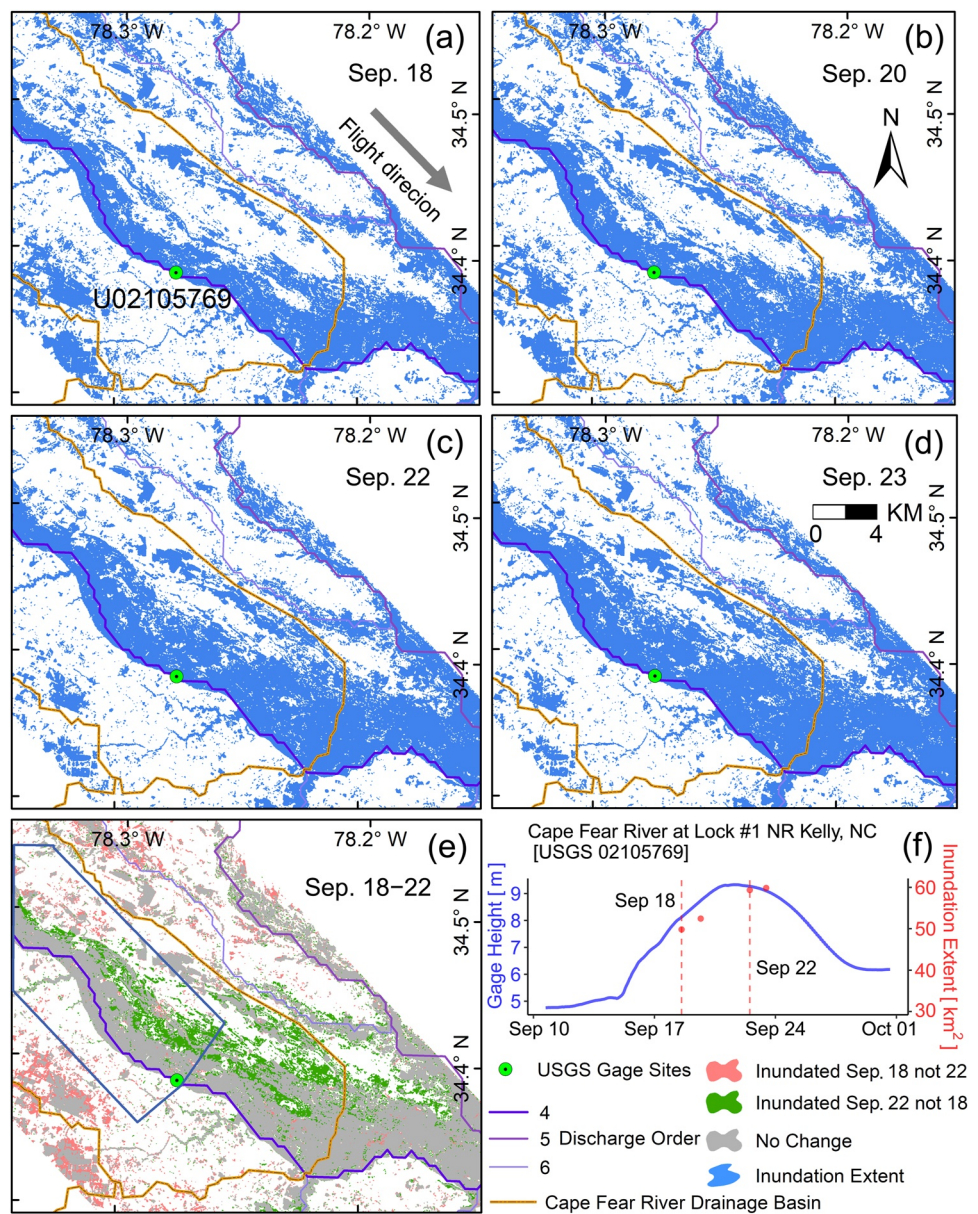 78.3° W
78.2° W
(a)
Sep. 18
34.5° N
Flight direcion
34.4° N
U02105769
78.3° W
78.2° W
(b)
Sep. 20
34.5° N
N
34.4° N
78.3° W
78.2° W
(c)
Sep. 22
34.5° N
34.4° N
78.3° W
78.2° W
(d)
Sep. 23
KM
0 4
34.5° N
34.4° N
78.3° W
78.2° W
(e)
Sep. 18–22
34.5° N
34.4° N
Cape Fear River at Lock #1 NR Kelly, NC
[USGS 02105769]
(f)
Gage Height [ m ]
9
8
7
6
5
Sep 18
Sep 22
60
50
40
30
Inundation Extent [ km2 ]
Sep 10
Sep 17
Sep 24
Oct 01
USGS Gage Sites
4
5 Discharge Order
6
Inundated Sep. 18 not 22
Inundated Sep. 22 not 18
No Change
Inundation Extent
Cape Fear River Drainage Basin